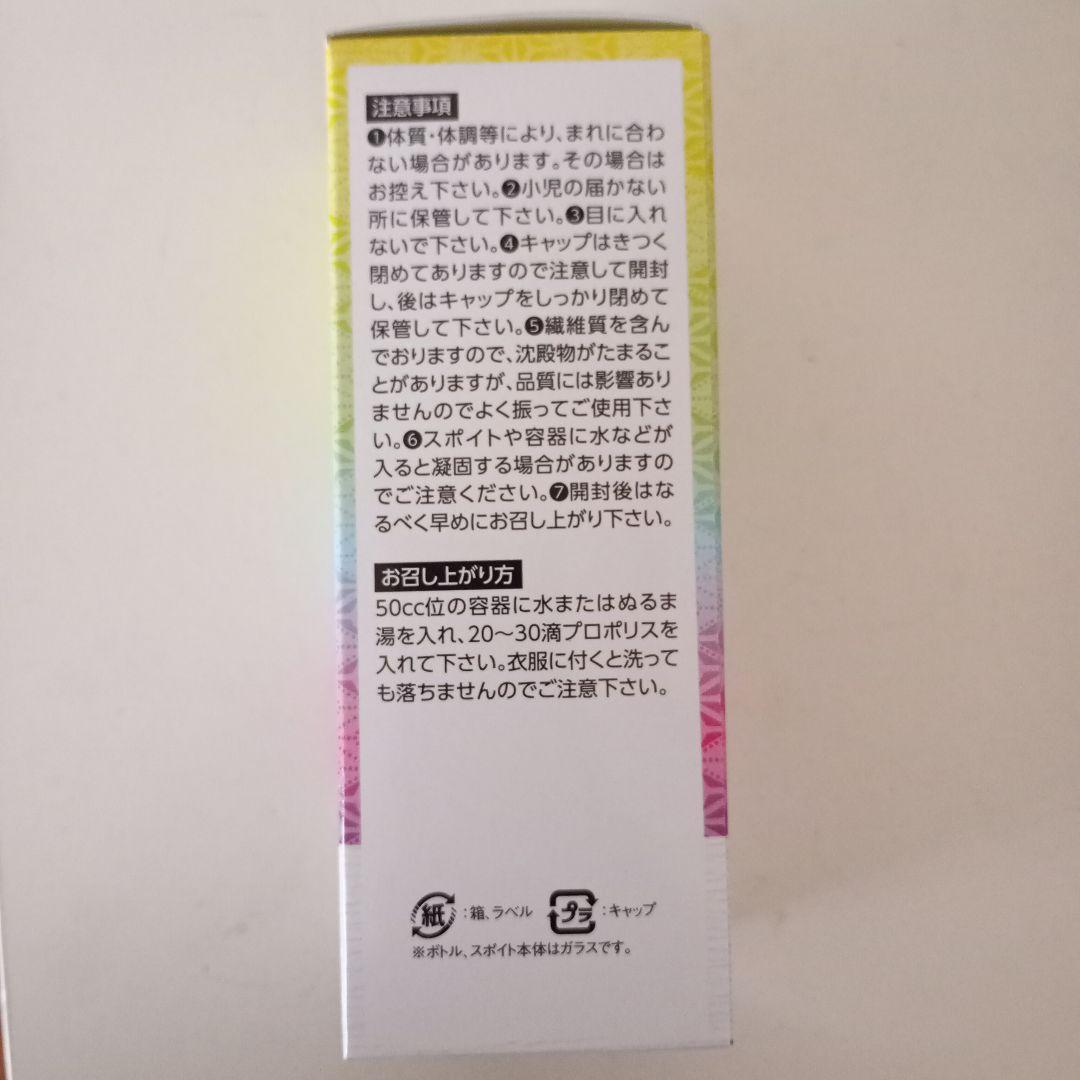 注意事項
❶体質・体調等により、まれに合わ
ない場合があります。その場合は
お控え下さい。❷小児の届かない
所に保管して下さい。❸目に入れ
ないで下さい。❹キャップはきつく
閉めてありますので注意して開封
し、後はキャップをしっかり閉めて
保管して下さい。❺繊維質を含ん
でおりますので、沈殿物がたまるこ
とがありますが、品質には影響あり
ませんのでよく振ってご使用下さ
い。❻スポイトや容器に水などが
入ると凝固する場合がありますの
でご注意ください。❼開封後はな
るべく早めにお召し上がり下さい。
お召し上がり方
50cc位の容器に水またはぬるま
湯を入れ、20〜30滴プロポリスを
入れて下さい。衣服に付くと洗って
も落ちませんのでご注意下さい。
紙:箱、ラベル プラ:キャップ
※ボトル、スポイト本体はガラスです。